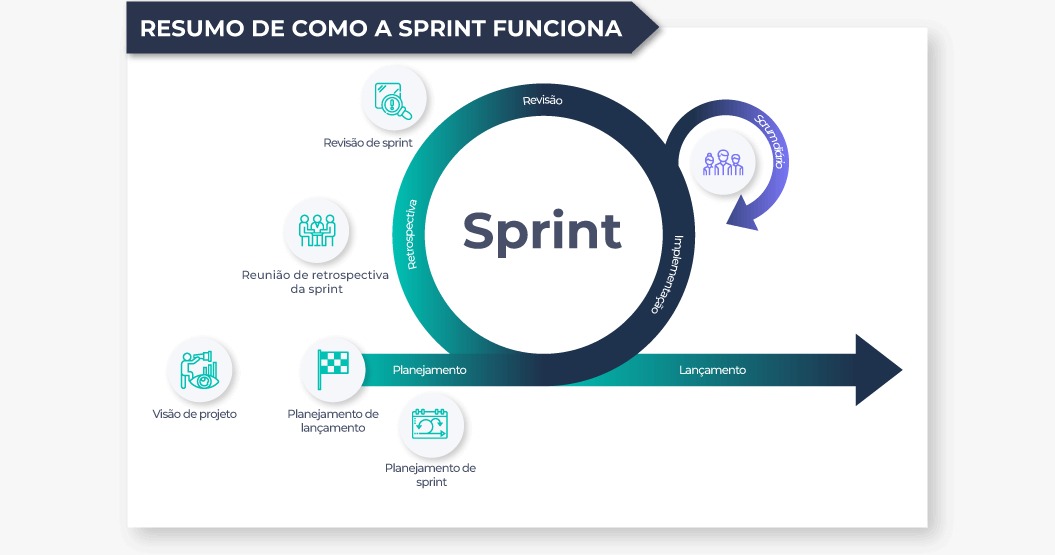 RESUMO DE COMO A SPRINT FUNCIONA
Revisão
Scrum diário
Revisão de sprint
Retrospectiva
Sprint
Implementação
Reunião de retrospectiva
da sprint
Planejamento
Lançamento
Visão de projeto
Planejamento de
lançamento
Planejamento de
sprint